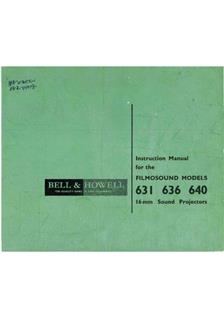 Instruction Manual
for the
FILMOSOUND MODELS
631 636 640
16-mm Sound Projectors
BELL & HOWELL